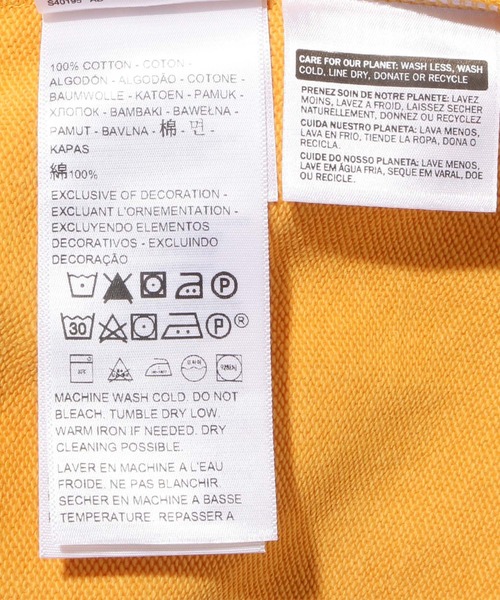 100% COTTON - COTON -
ALGODÓN - ALGODÃO - COTONE -
BAUMWOLLE - KATOEN - PAMUK -
ХЛОПОК - BAMBAKI - BAWEŁNA -
PAMUT - BAVLNA - 棉 - 면 -
KAPAS
綿100%
EXCLUSIVE OF DECORATION -
EXCLUANT L'ORNEMENTATION -
EXCLUYENDO ELEMENTOS
DECORATIVOS - EXCLUINDO
DECORAÇÃO
P
30 P ®
MACHINE WASH COLD. DO NOT
BLEACH. TUMBLE DRY LOW.
WARM IRON IF NEEDED. DRY
CLEANING POSSIBLE.
LAVER EN MACHINE A L'EAU
FROIDE. NE PAS BLANCHIR.
SECHER EN MACHINE A BASSE
TEMPERATURE. REPASSER A
CARE FOR OUR PLANET: WASH LESS, WASH
COLD, LINE DRY, DONATE OR RECYCLE
PRENEZ SOIN DE NOTRE PLANETE: LAVEZ
MOINS, LAVEZ A FROID, LAISSEZ SECHER
NATURELLEMENT, DONNEZ OU RECYCLEZ
CUIDA NUESTRO PLANETA: LAVA MENOS,
LAVA EN FRIO, TIENDE LA ROPA, DONA O
RECICLA.
CUIDE DO NOSSO PLANETA: LAVE MENOS,
LAVE EM ÁGUA FRIA, SEQUE EM VARAL, DOE
OU RECICLE.